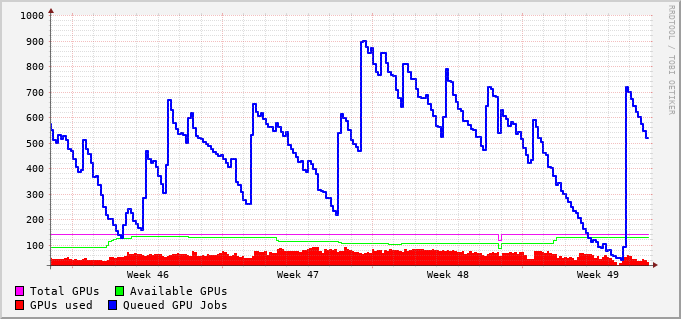 1000
900
800
700
600
500
400
300
200
100
Week 46 Week 47 Week 48 Week 49
Total GPUs Available GPUs
GPUs used Queued GPU Jobs
RRDTOOL / TOBI OETIKER